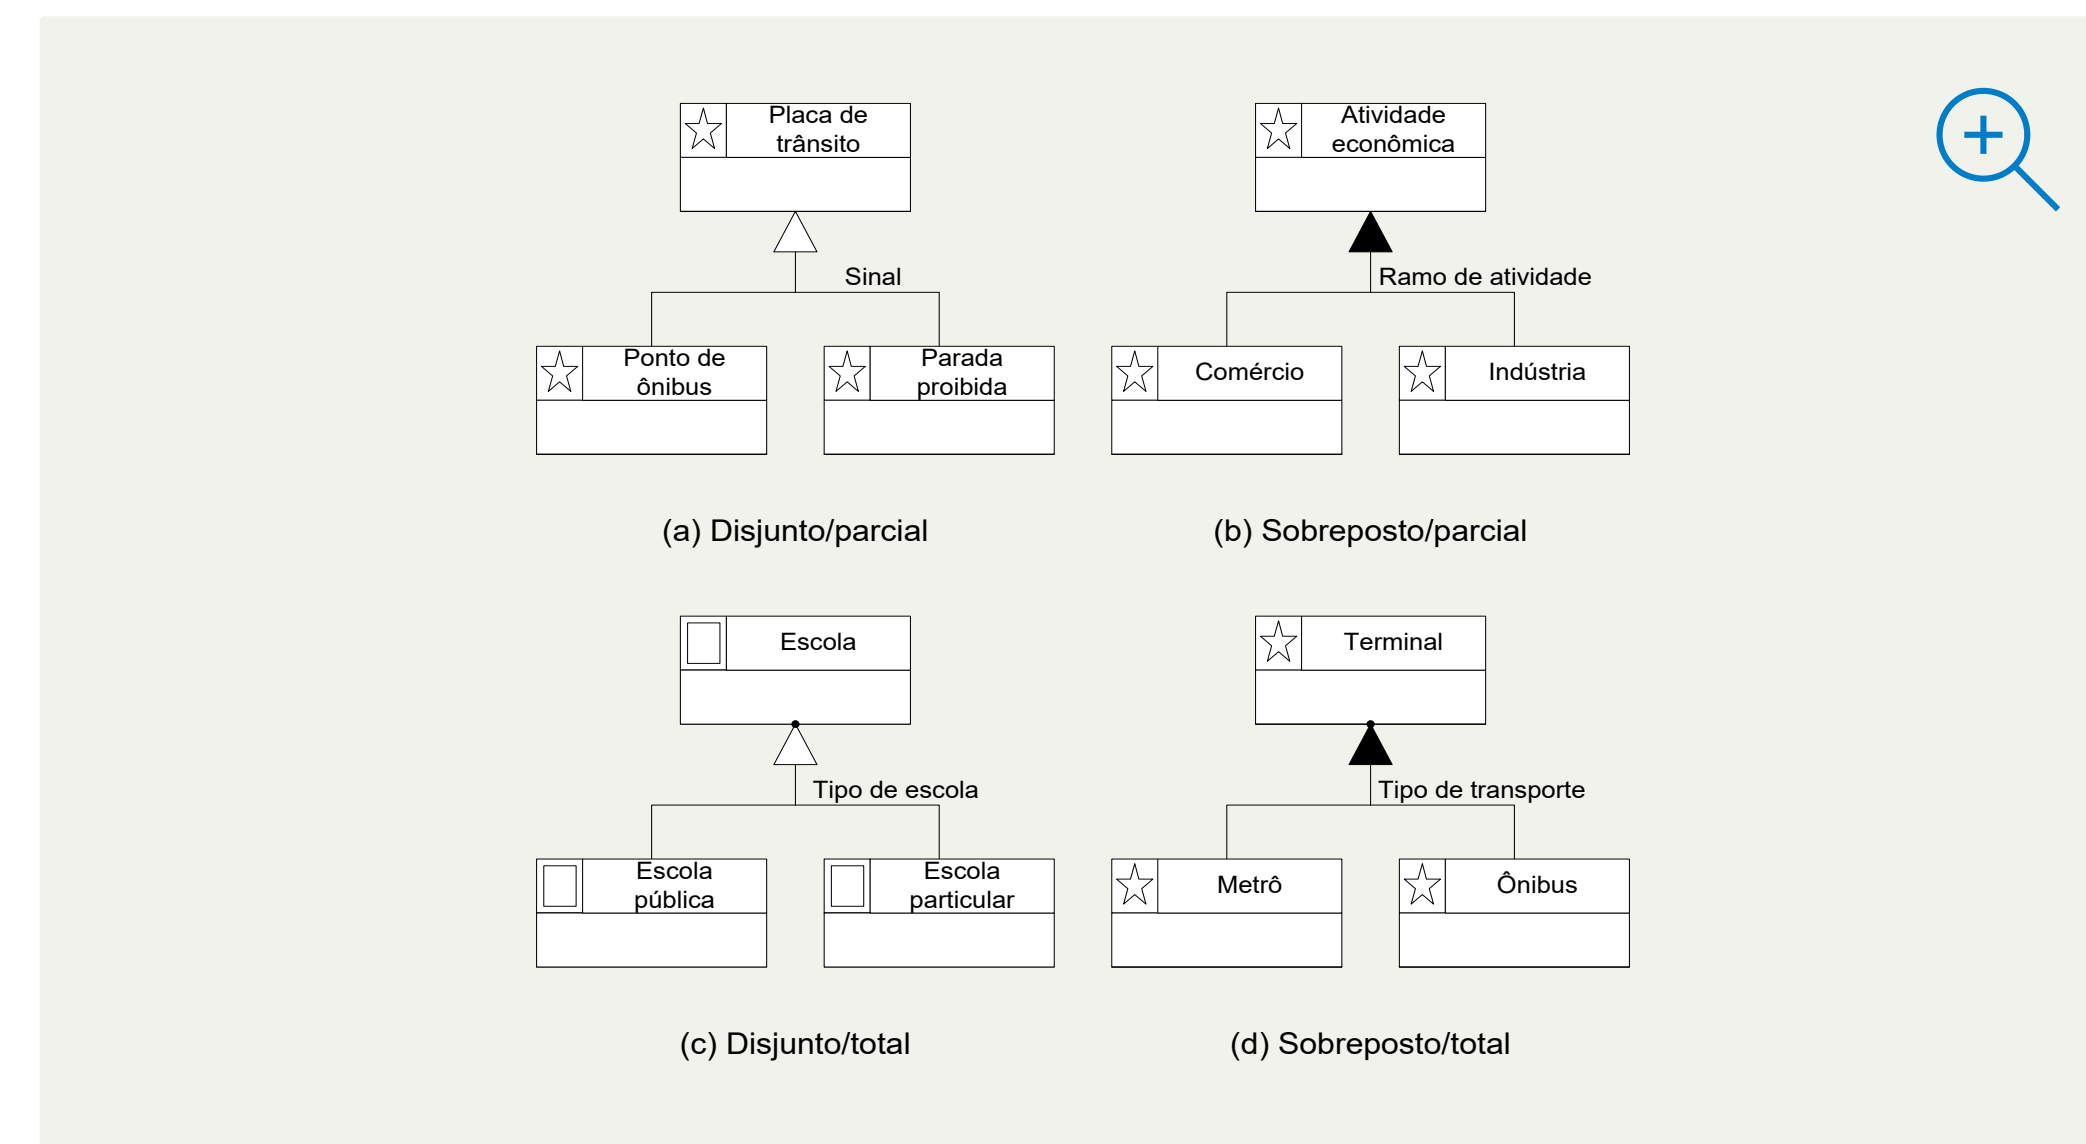 Placa de
trânsito
Atividade
econômica
Sinal
Ramo de atividade
Ponto de
ônibus
Parada
proibida
Comércio
Indústria
(a) Disjunto/parcial
(b) Sobreposto/parcial
Escola
Terminal
Tipo de escola
Tipo de transporte
Escola
pública
Escola
particular
Metrô
Ônibus
(c) Disjunto/total
(d) Sobreposto/total